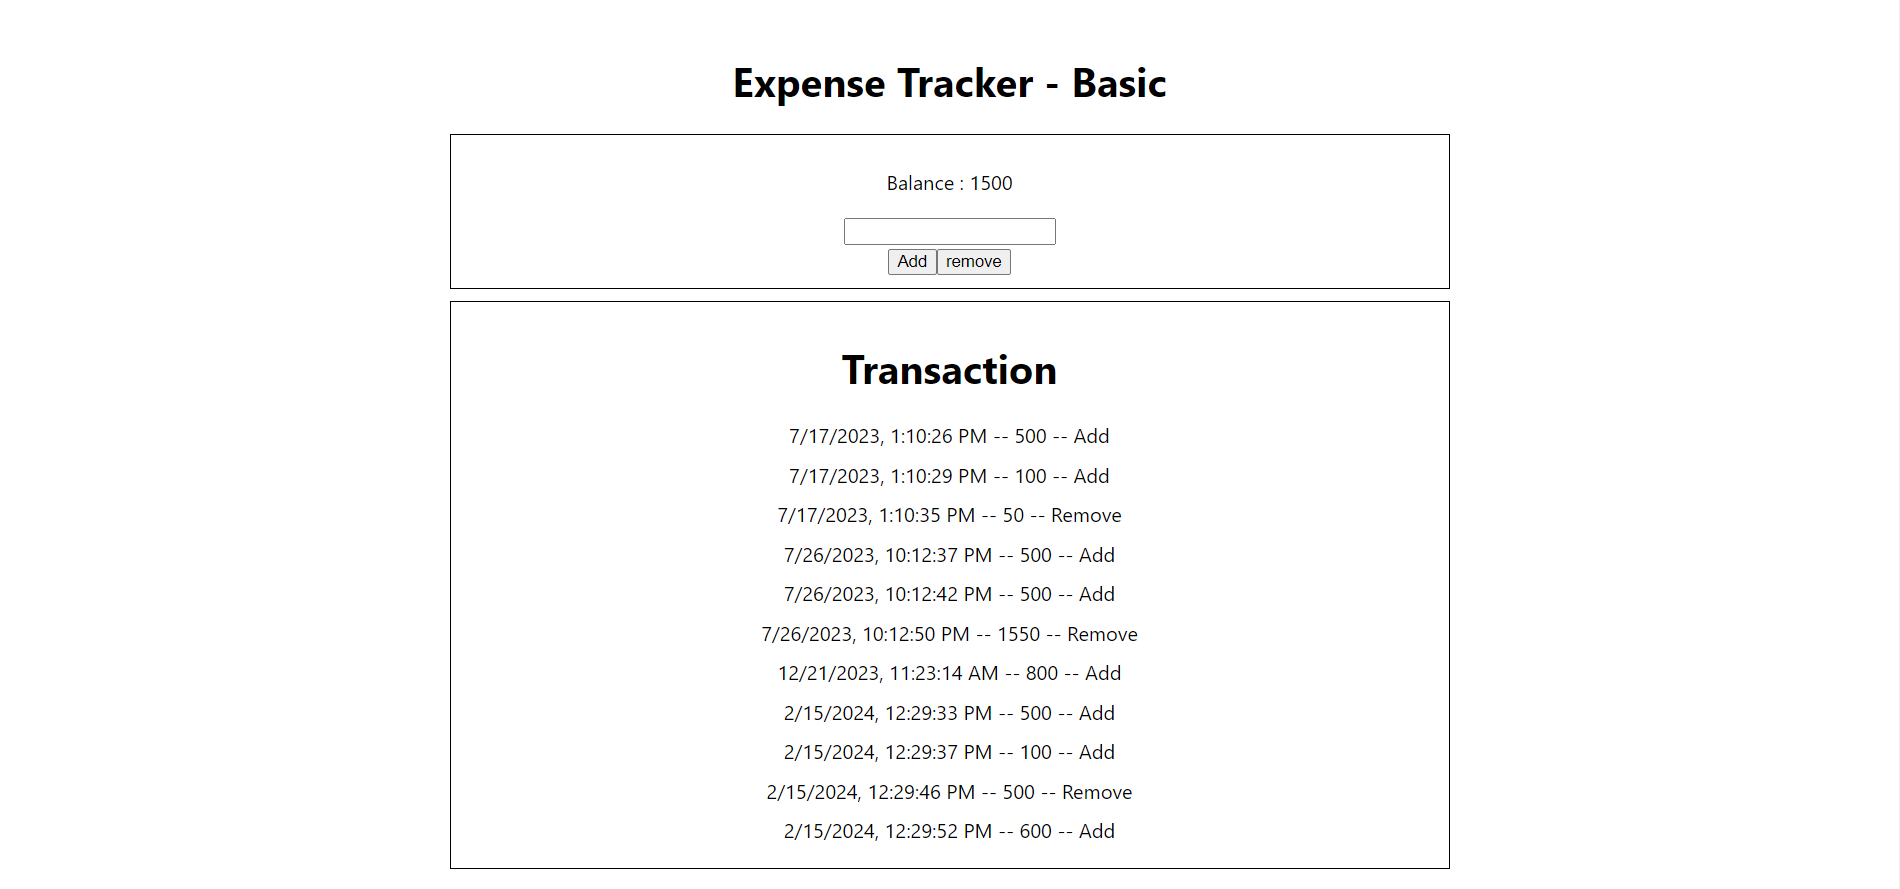 Expense Tracker - Basic
Balance : 1500
Add remove
Transaction
7/17/2023, 1:10:26 PM -- 500 -- Add
7/17/2023, 1:10:29 PM -- 100 -- Add
7/17/2023, 1:10:35 PM -- 50 -- Remove
7/26/2023, 10:12:37 PM -- 500 -- Add
7/26/2023, 10:12:42 PM -- 500 -- Add
7/26/2023, 10:12:50 PM -- 1550 -- Remove
12/21/2023, 11:23:14 AM -- 800 -- Add
2/15/2024, 12:29:33 PM -- 500 -- Add
2/15/2024, 12:29:37 PM -- 100 -- Add
2/15/2024, 12:29:46 PM -- 500 -- Remove
2/15/2024, 12:29:52 PM -- 600 -- Add